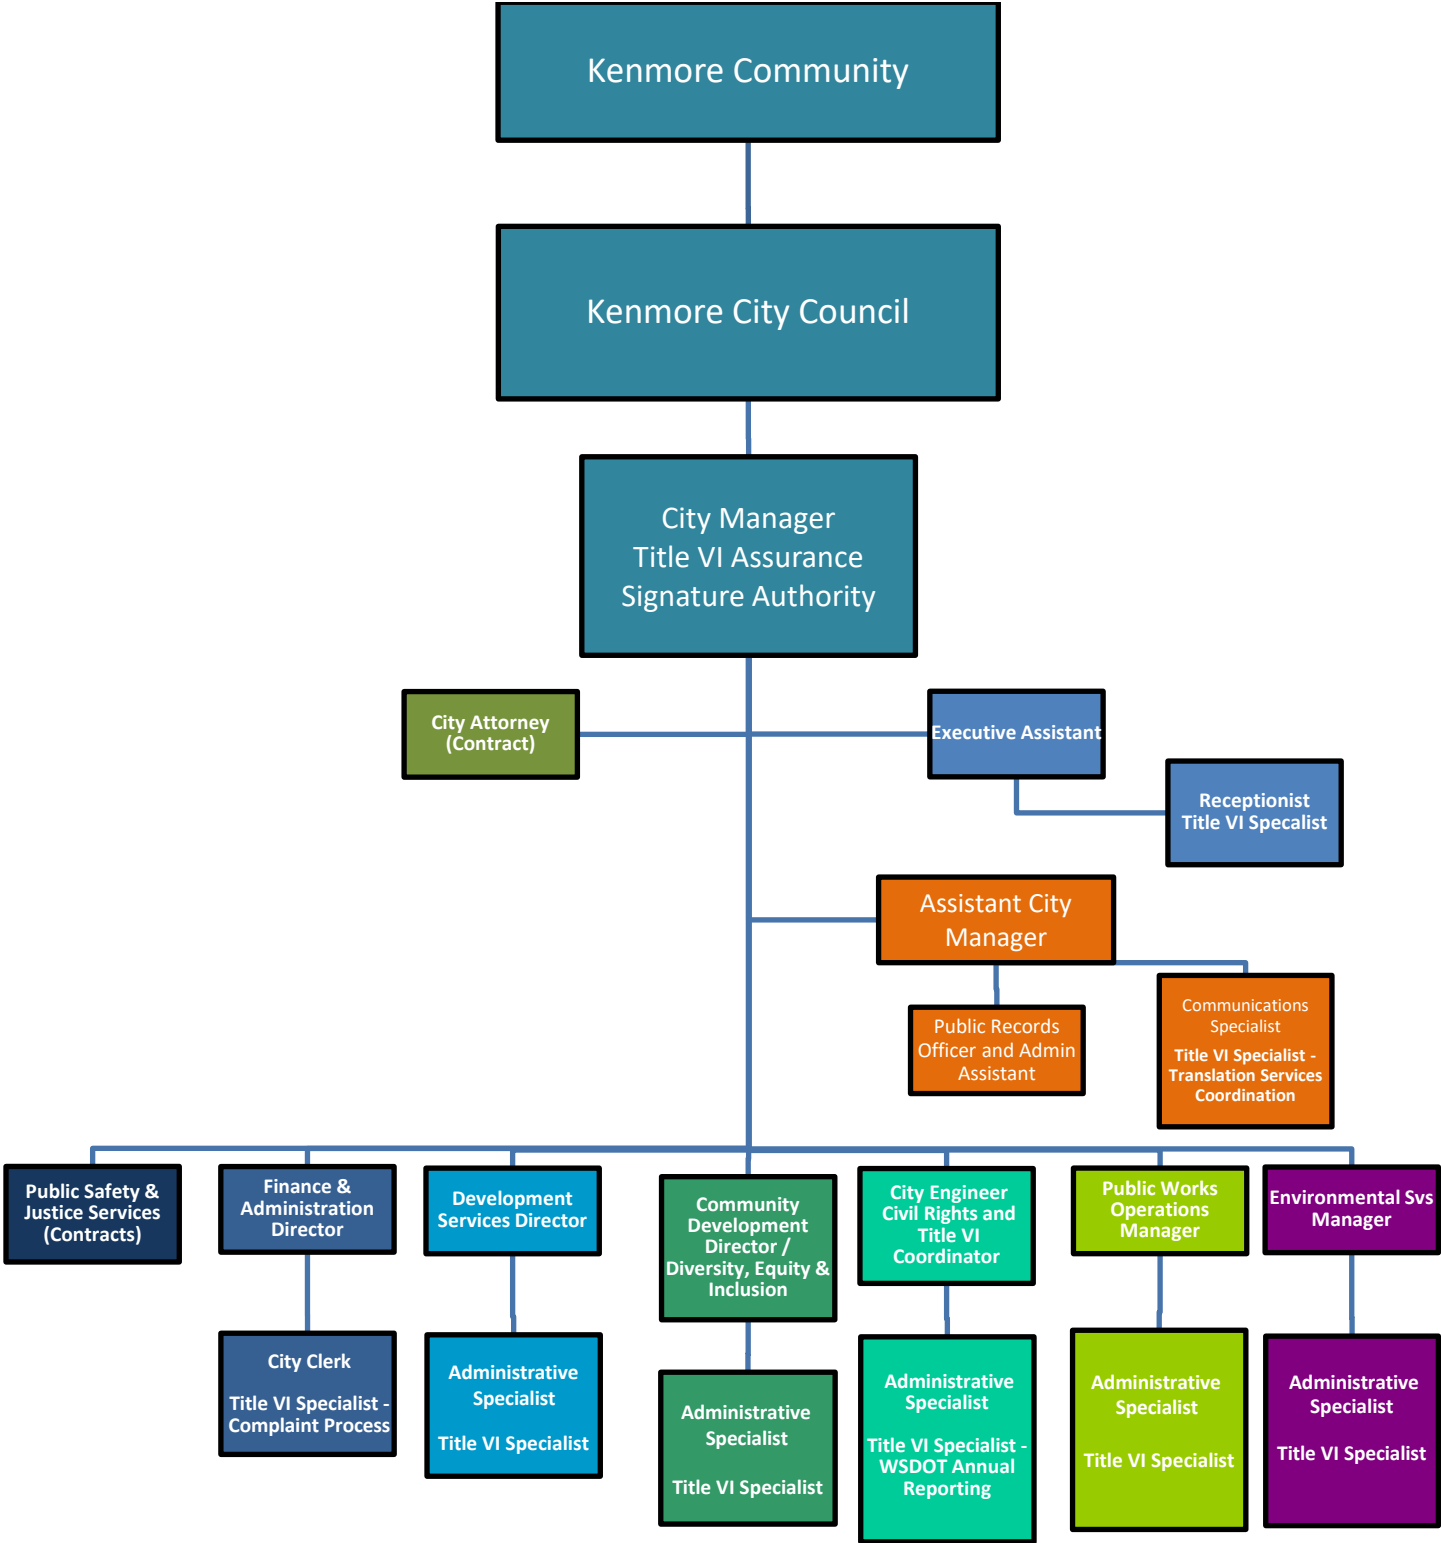 Kenmore Community
Kenmore City Council
City Manager
Title VI Assurance
Signature Authority
City Attorney
(Contract)
Executive Assistant
Receptionist
Title VI Specalist
Assistant City
Manager
Public Records
Officer and Admin
Assistant
Communications
Specialist
Title VI Specialist -
Translation Services
Coordination
Public Safety &
Justice Services
(Contracts)
Finance &
Administration
Director
Development
Services Director
Community
Development
Director /
Diversity, Equity &
Inclusion
City Engineer
Civil Rights and
Title VI
Coordinator
Public Works
Operations
Manager
Environmental Svs
Manager
City Clerk
Title VI Specialist -
Complaint Process
Administrative
Specialist
Title VI Specialist
Administrative
Specialist
Title VI Specialist
Administrative
Specialist
Title VI Specialist -
WSDOT Annual
Reporting
Administrative
Specialist
Title VI Specialist
Administrative
Specialist
Title VI Specialist